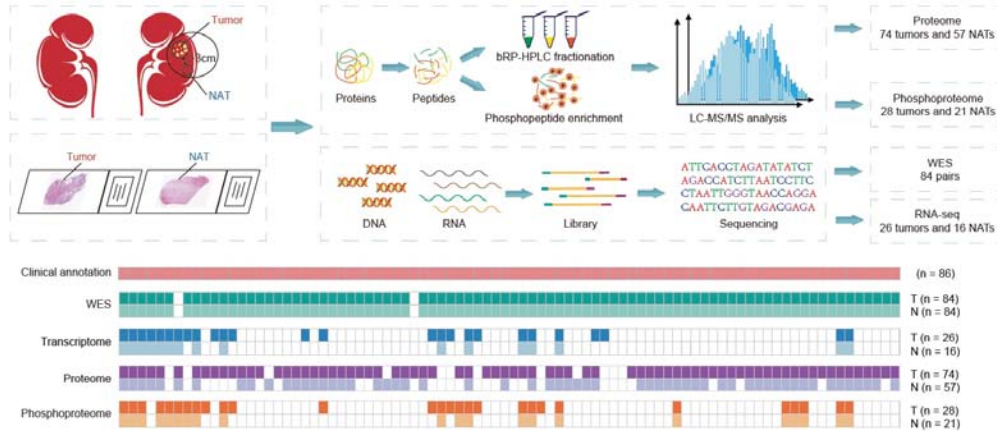 Tumor
3cm
NAT
Tumor
NAT
Proteins
Peptides
bRP-HPLC fractionation
Phosphopeptide enrichment
LC-MS/MS analysis
Proteome
74 tumors and 57 NATs
Phosphoproteome
28 tumors and 21 NATs
DNA
RNA
Library
ATTCACCTAGATATATCT
AGACCATCTTAATCCTTC
CTAATTGGGTAACCAGGA
CAATTCTTGTAGACGAGA
Sequencing
WES
84 pairs
RNA-seq
26 tumors and 16 NATs
Clinical annotation
(n = 86)
WES
T (n = 84)
N (n = 84)
Transcriptome
T (n = 26)
N (n = 16)
Proteome
T (n = 74)
N (n = 57)
Phosphoproteome
T (n = 28)
N (n = 21)